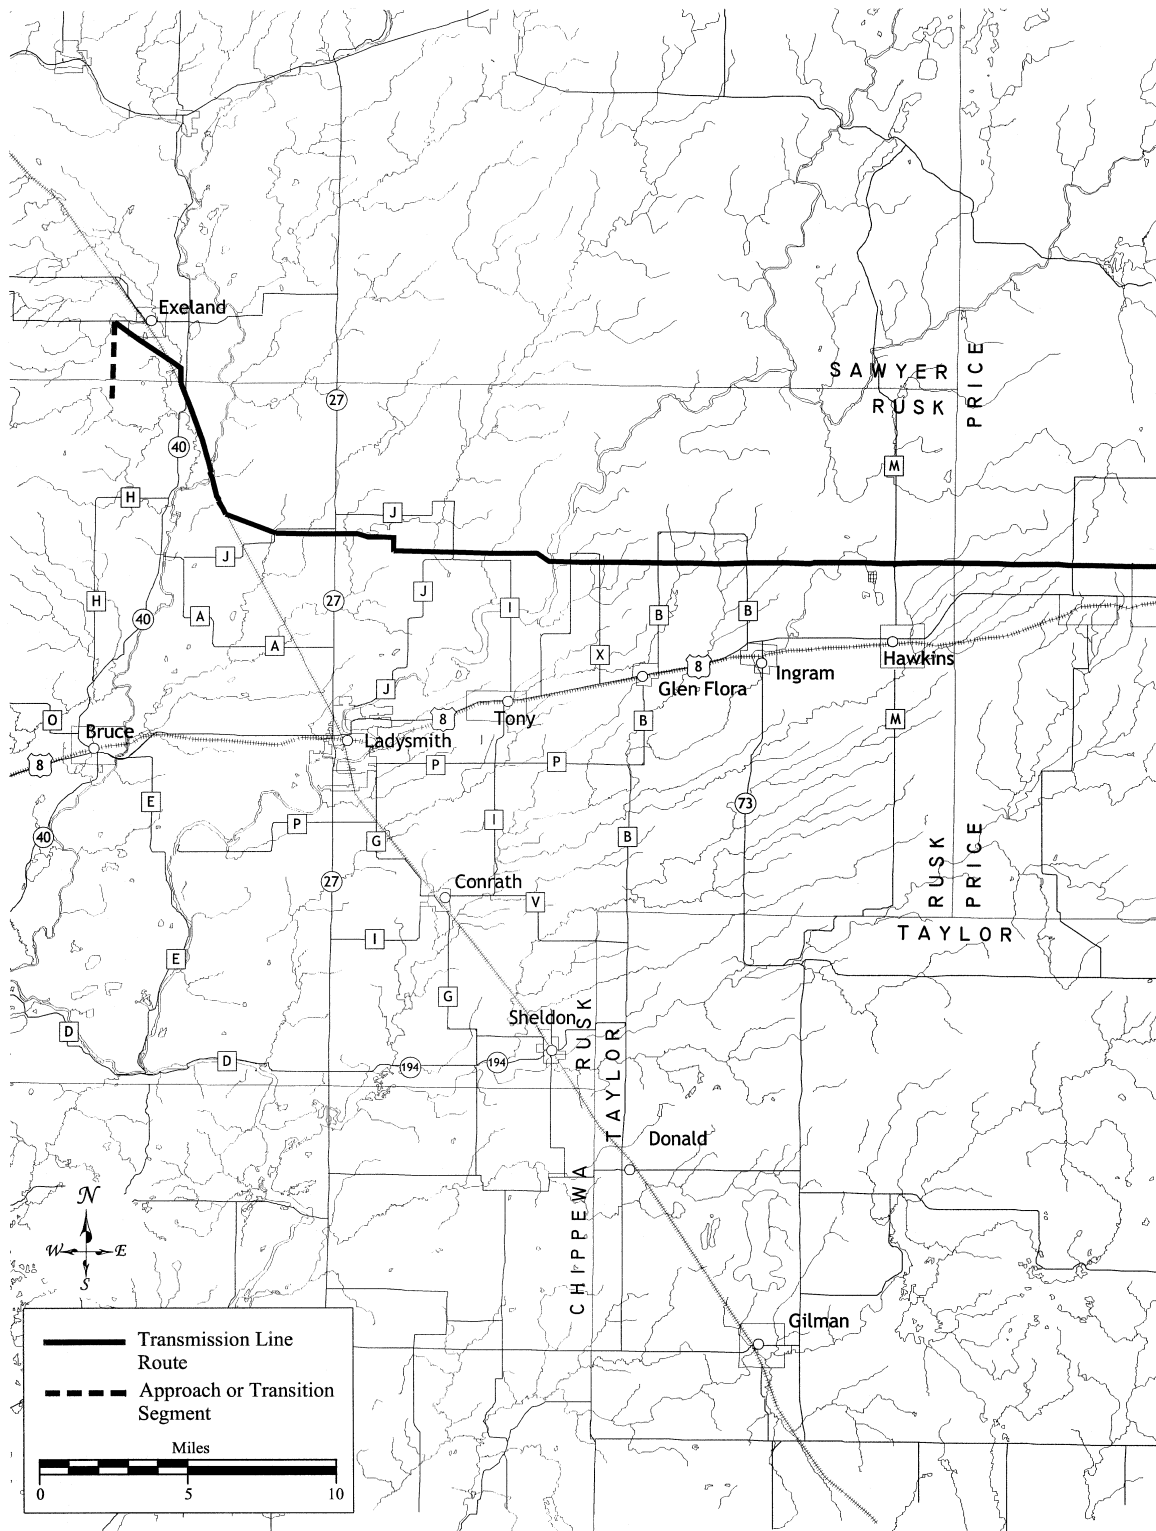 Exeland
SAWYER
RUSK
PRICE
27
40
M
H
J
J
H
27
J
I
A
40
A
B
B
X
8
Hawkins
Ingram
Glen Flora
J
O
Bruce
8
Tony
B
M
Ladysmith
8
P
P
E
73
40
P
I
G
B
RUSK
PRICE
27
Conrath
V
I
TAYLOR
E
G
RUSK
Sheldon
D
D
194
194
TAYLOR
Donald
CHIPPEWA
N
W
E
S
Gilman
Transmission Line
Route
Approach or Transition
Segment
Miles
0 5 10